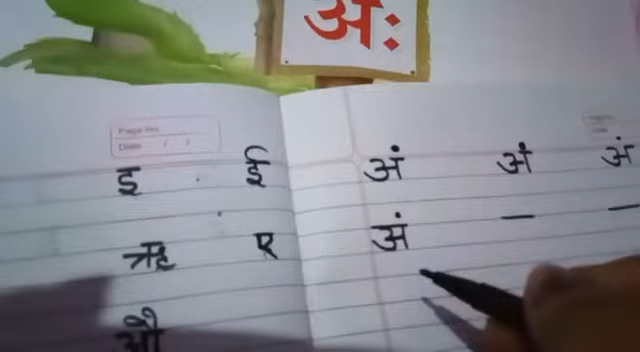 अः
Page No.
Date / /
इ ई अं अं अं
ऋ ए अं — —
औ